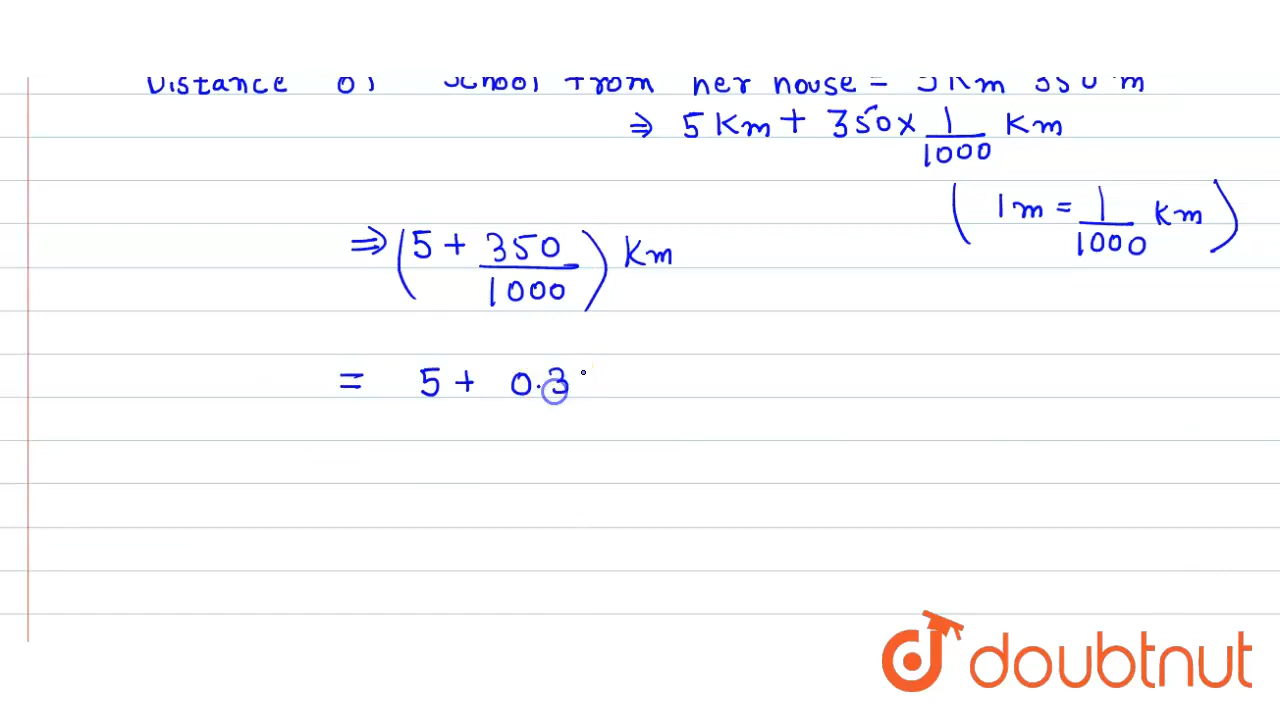 Distance of school from her house = 5 Km 350 m
⇒ 5 Km + 350 × 1/1000 Km
(1 m = 1/1000 Km)
⇒ (5 + 350/1000) Km
= 5 + 0.3
doubtnut